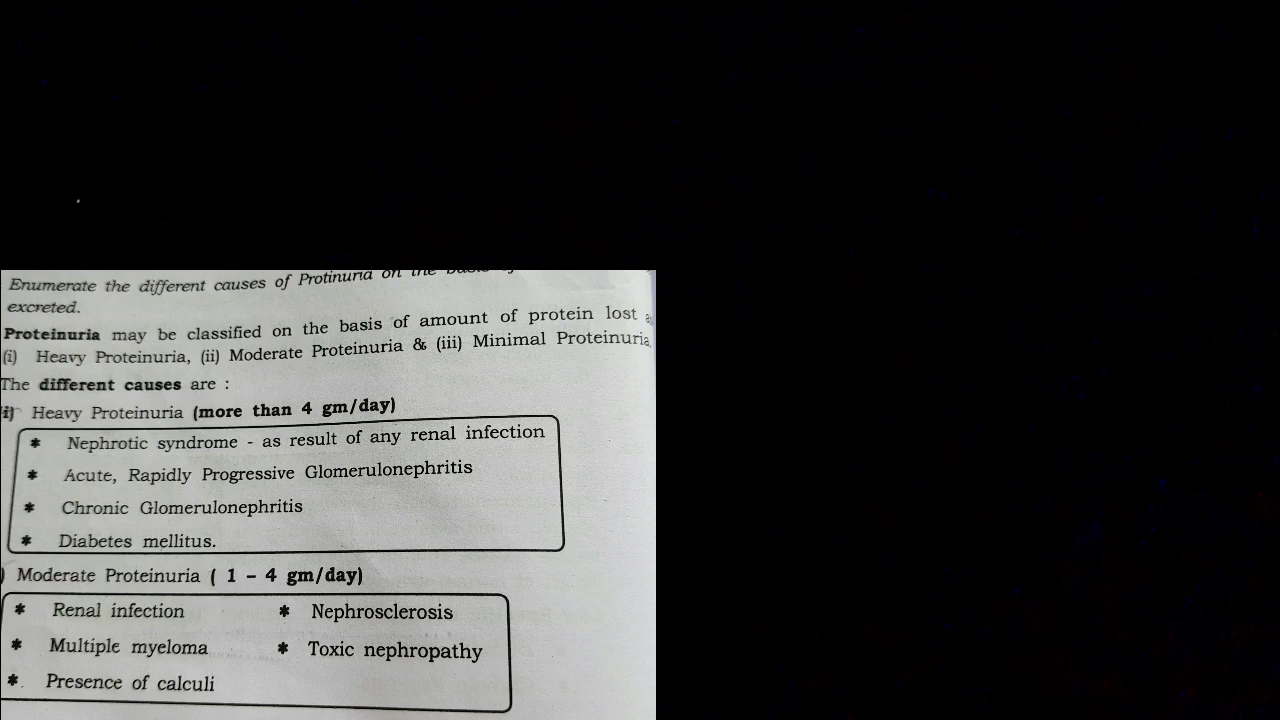 Enumerate the different causes of Protinuria on the basis
excreted.
Proteinuria may be classified on the basis of amount of protein lost
(i) Heavy Proteinuria, (ii) Moderate Proteinuria & (iii) Minimal Proteinuria
The different causes are :
i) Heavy Proteinuria (more than 4 gm/day)
* Nephrotic syndrome - as result of any renal infection
* Acute, Rapidly Progressive Glomerulonephritis
* Chronic Glomerulonephritis
* Diabetes mellitus.
) Moderate Proteinuria ( 1 – 4 gm/day)
* Renal infection * Nephrosclerosis
* Multiple myeloma * Toxic nephropathy
* Presence of calculi